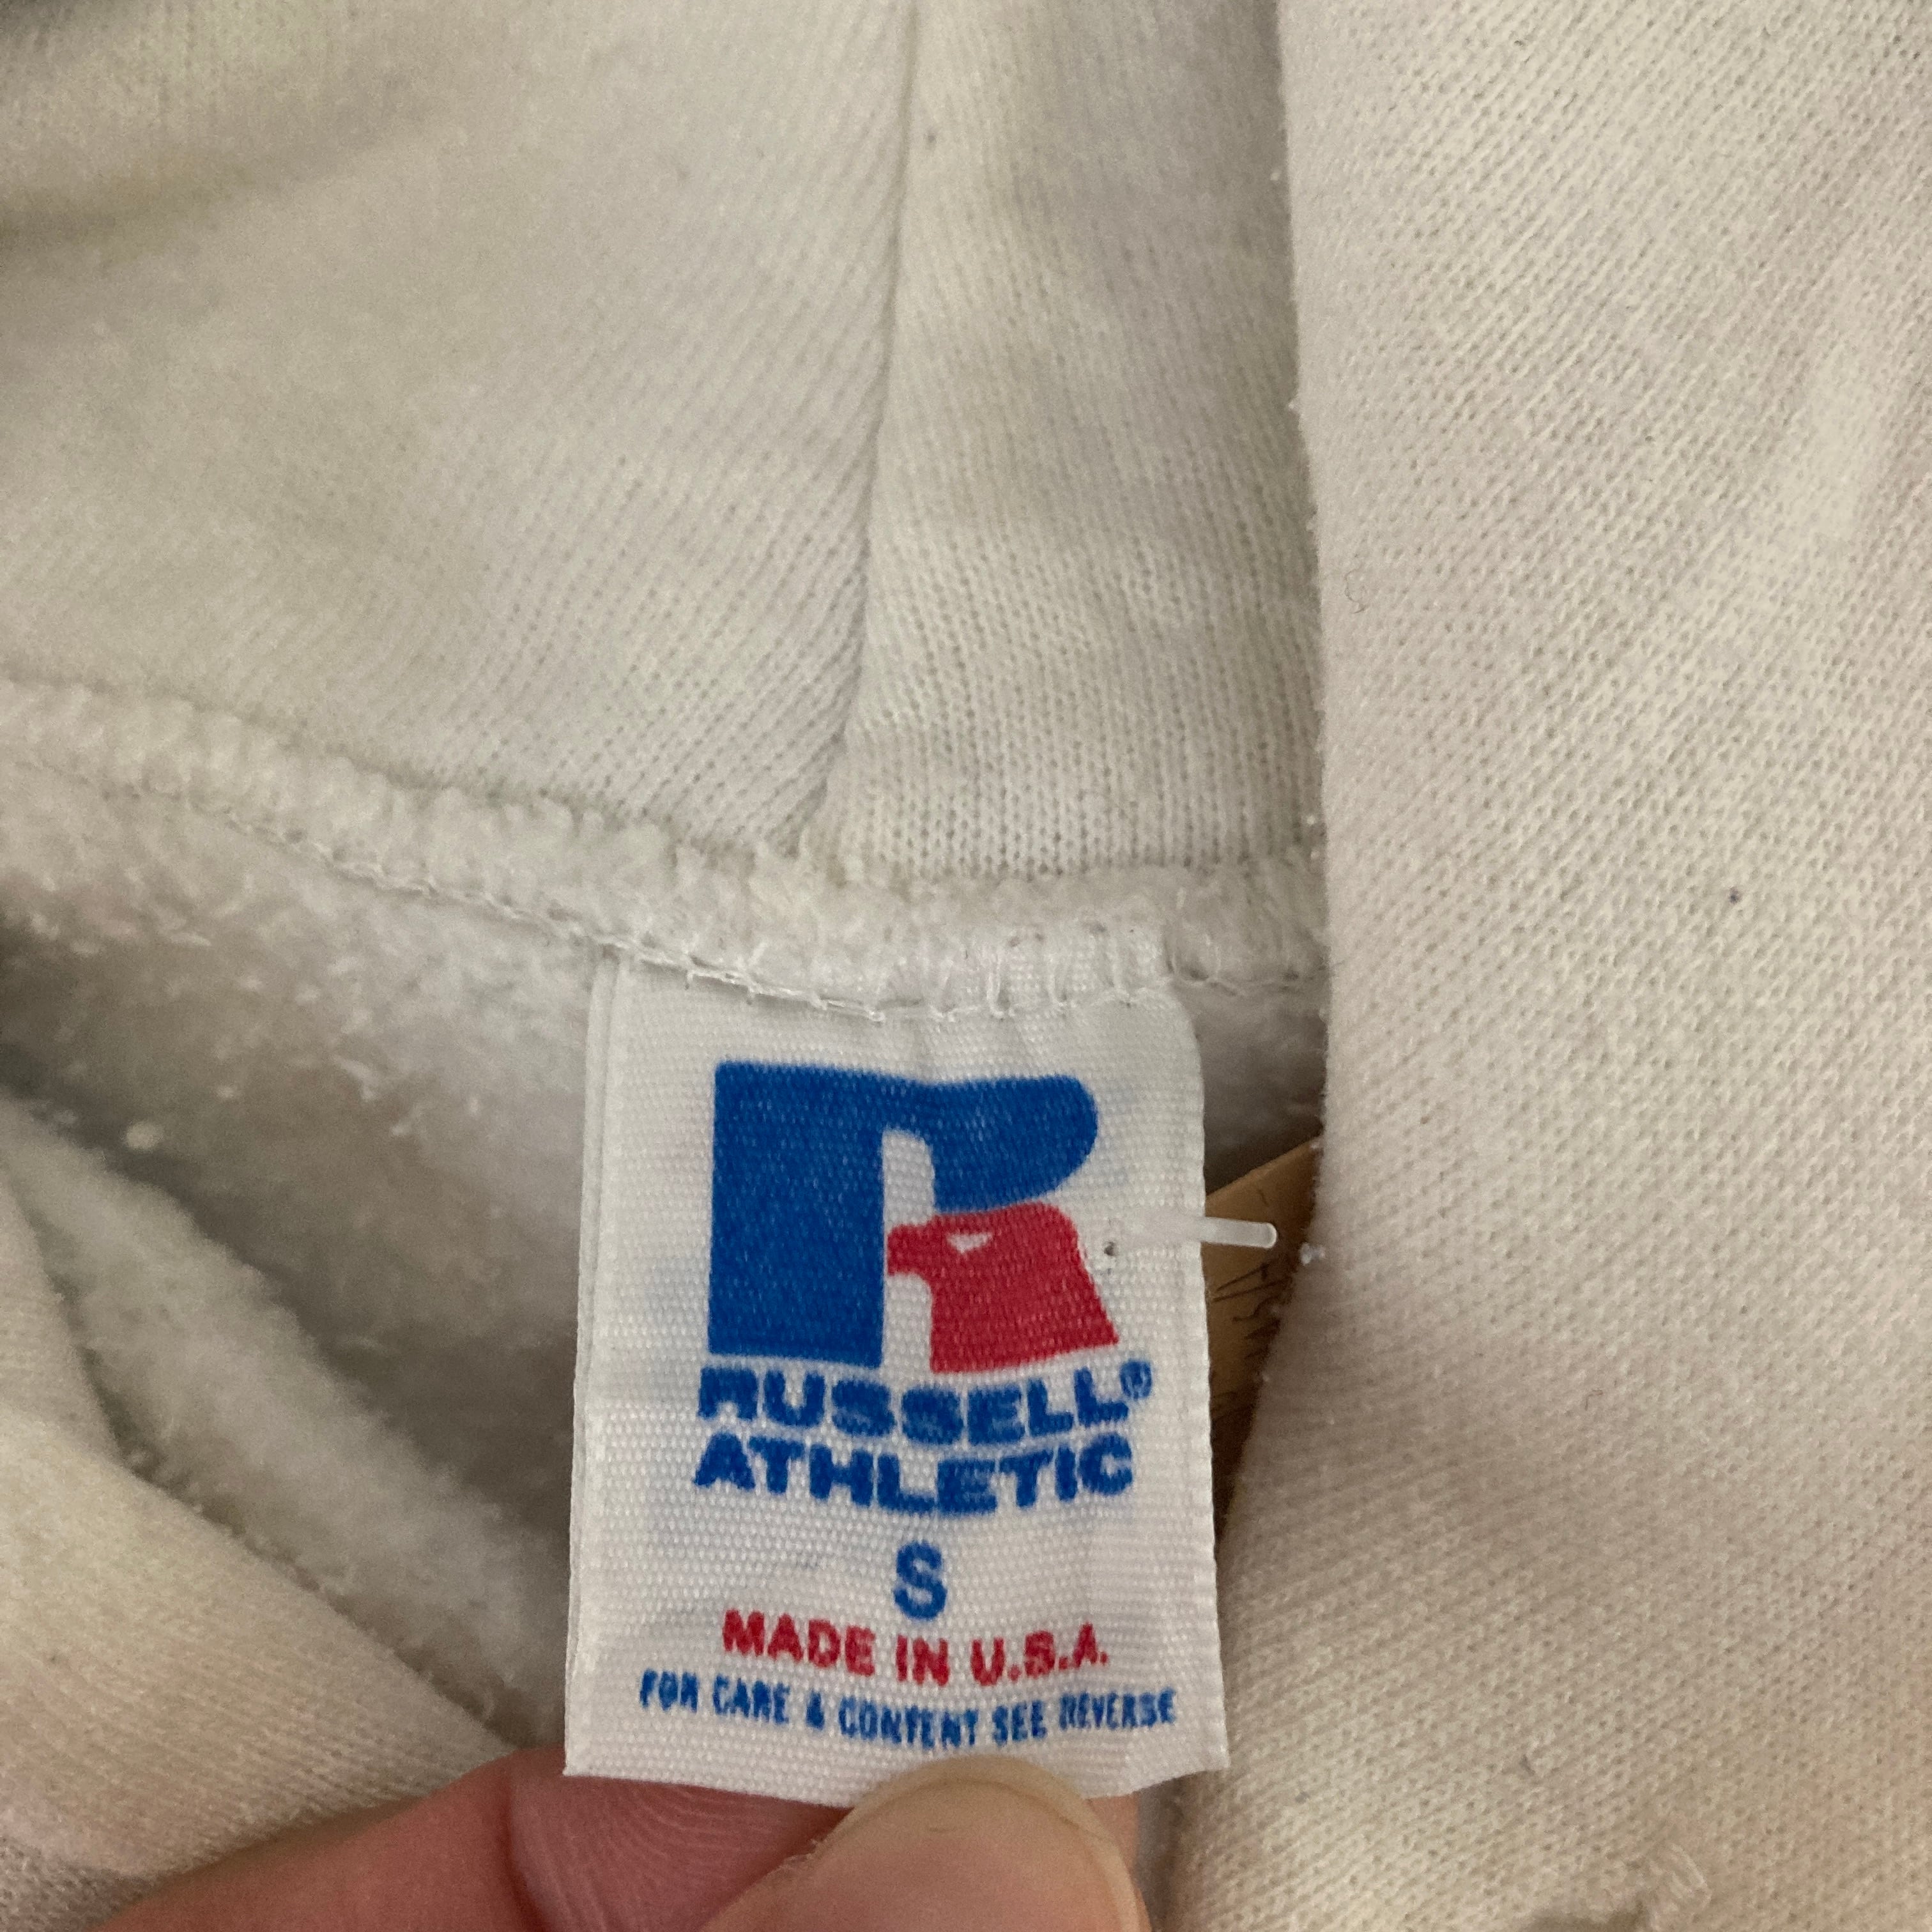 RUSSELL®
ATHLETIC
S
MADE IN U.S.A.
FOR CARE & CONTENT SEE REVERSE